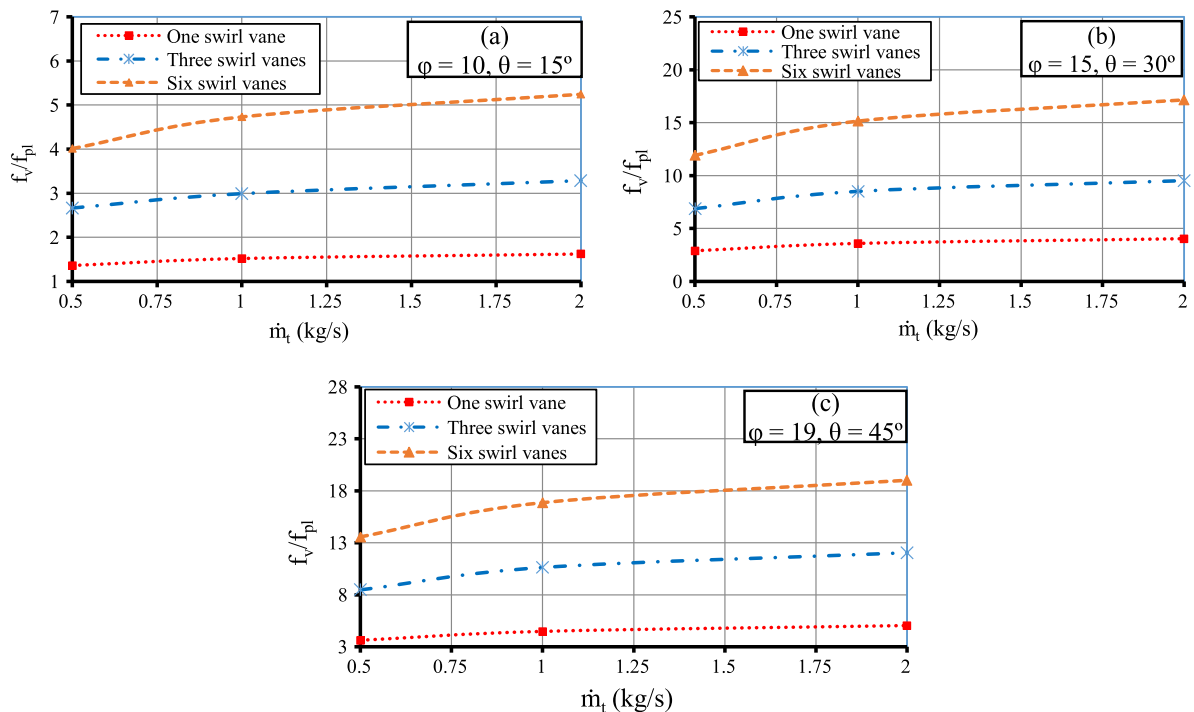 7
6
5
4
3
2
1
f_v/f_pl
One swirl vane
Three swirl vanes
Six swirl vanes
(a)
φ = 10, θ = 15º
0.5 0.75 1 1.25 1.5 1.75 2
ṁ_t (kg/s)
25
20
15
10
5
0
f_v/f_pl
One swirl vane
Three swirl vanes
Six swirl vanes
(b)
φ = 15, θ = 30º
0.5 0.75 1 1.25 1.5 1.75 2
ṁ_t (kg/s)
28
23
18
13
8
3
f_v/f_pl
One swirl vane
Three swirl vanes
Six swirl vanes
(c)
φ = 19, θ = 45º
0.5 0.75 1 1.25 1.5 1.75 2
ṁ_t (kg/s)